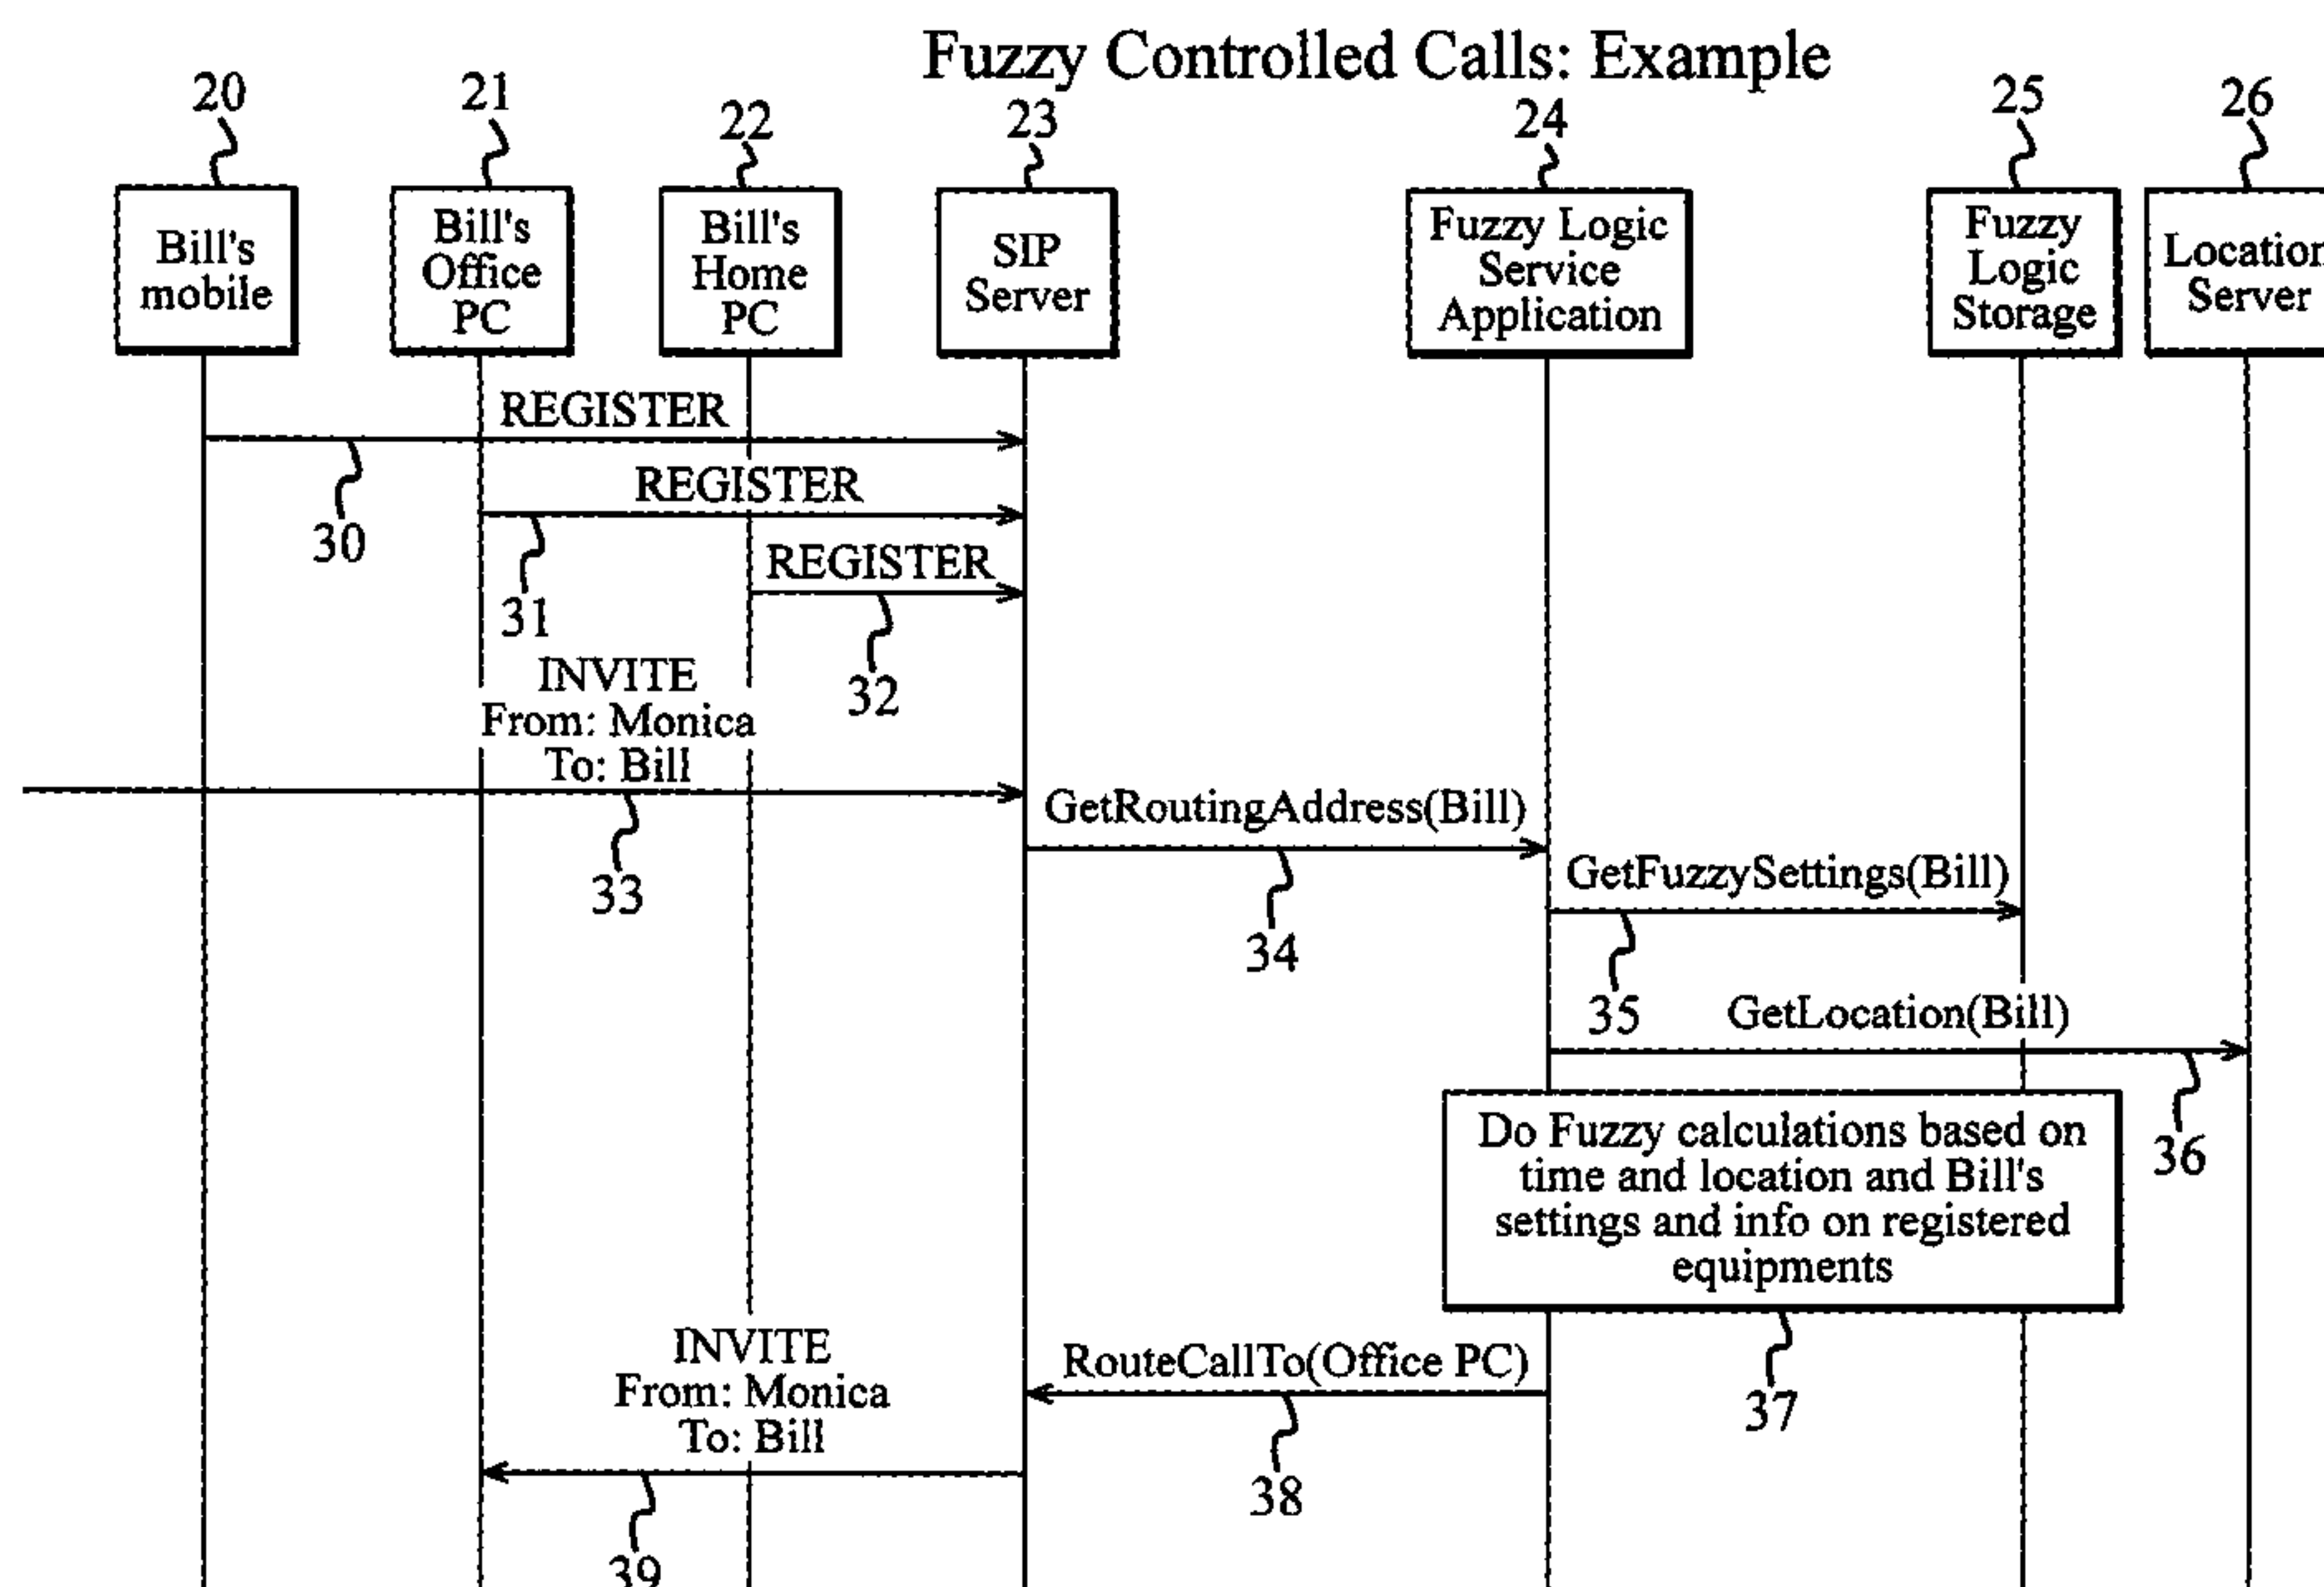 Fuzzy Controlled Calls: Example
20
21
22
23
24
25
26
Bill's
mobile
Bill's
Office
PC
Bill's
Home
PC
SIP
Server
Fuzzy Logic
Service
Application
Fuzzy
Logic
Storage
Location
Server
REGISTER
30
REGISTER
31
REGISTER
32
INVITE
From: Monica
To: Bill
33
GetRoutingAddress(Bill)
34
GetFuzzySettings(Bill)
35
GetLocation(Bill)
36
Do Fuzzy calculations based on
time and location and Bill's
settings and info on registered
equipments
37
RouteCallTo(Office PC)
38
INVITE
From: Monica
To: Bill
39